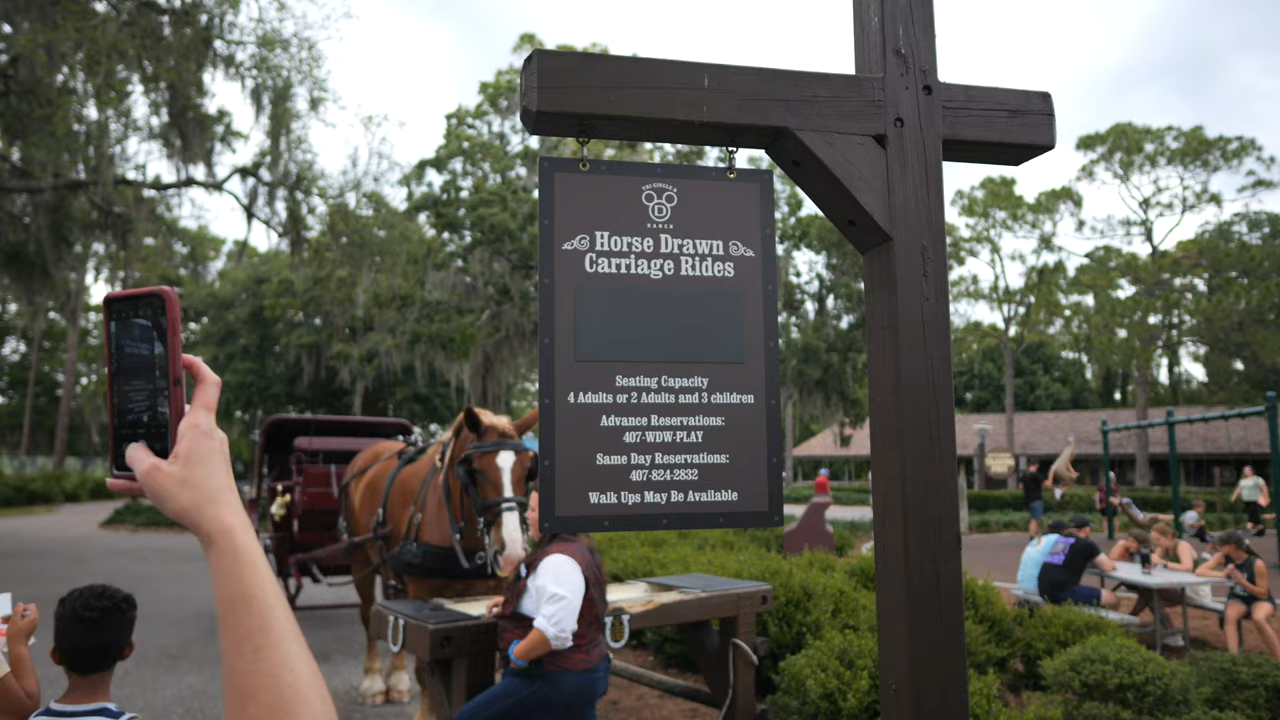 TRI CIRCLE D
RANCH
Horse Drawn
Carriage Rides
Seating Capacity
4 Adults or 2 Adults and 3 children
Advance Reservations:
407-WDW-PLAY
Same Day Reservations:
407-824-2832
Walk Ups May Be Available